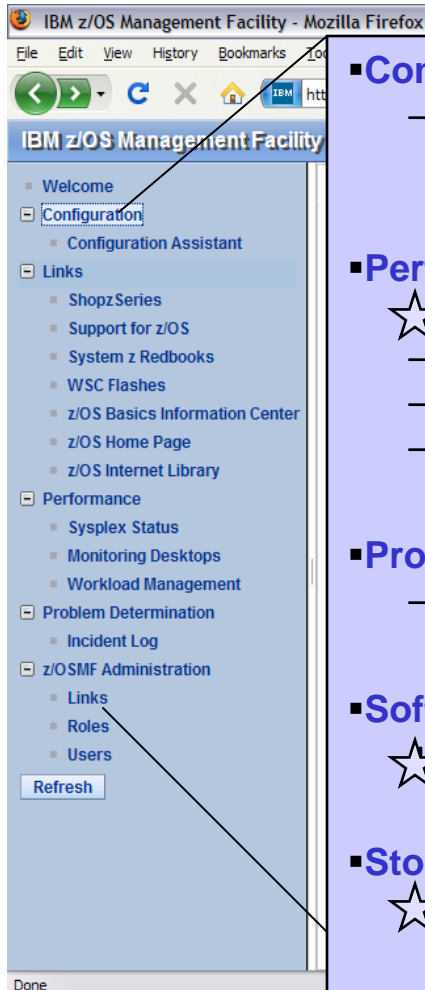 IBM z/OS Management Facility - Mozilla Firefox
File Edit View History Bookmarks
IBM
IBM z/OS Management Facility
Welcome
Configuration
Configuration Assistant
Links
ShopzSeries
Support for z/OS
System z Redbooks
WSC Flashes
z/OS Basics Information Center
z/OS Home Page
z/OS Internet Library
Performance
Sysplex Status
Monitoring Desktops
Workload Management
Problem Determination
Incident Log
z/OSMF Administration
Links
Roles
Users
Refresh
Done